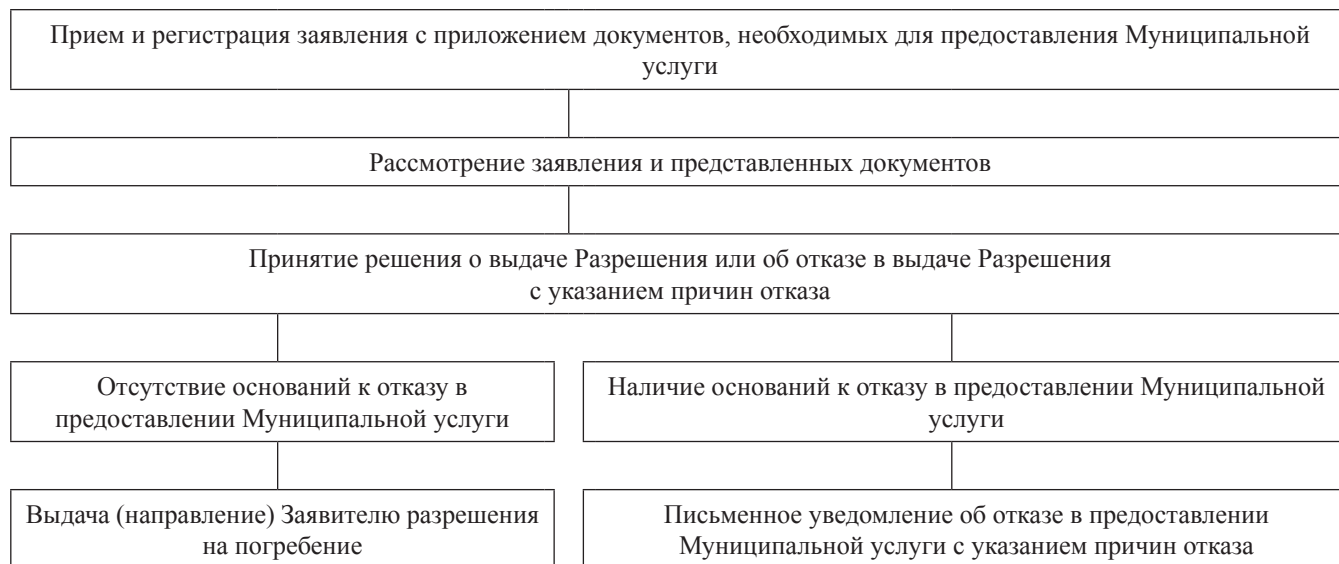 Прием и регистрация заявления с приложением документов, необходимых для предоставления Муниципальной
услуги
Рассмотрение заявления и представленных документов
Принятие решения о выдаче Разрешения или об отказе в выдаче Разрешения
с указанием причин отказа
Отсутствие оснований к отказу в
предоставлении Муниципальной услуги
Наличие оснований к отказу в предоставлении Муниципальной
услуги
Выдача (направление) Заявителю разрешения
на погребение
Письменное уведомление об отказе в предоставлении
Муниципальной услуги с указанием причин отказа